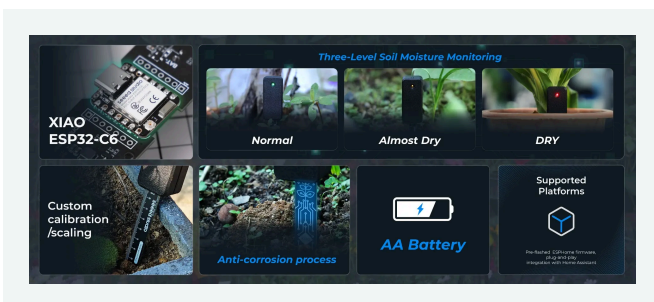 Three-Level Soil Moisture Monitoring
XIAO
ESP32-C6
Normal
Almost Dry
DRY
Custom
calibration
/scaling
Anti-corrosion process
AA Battery
Supported
Platforms
Pre-flashed ESPHome firmware,
plug-and-play
integration with Home Assistant